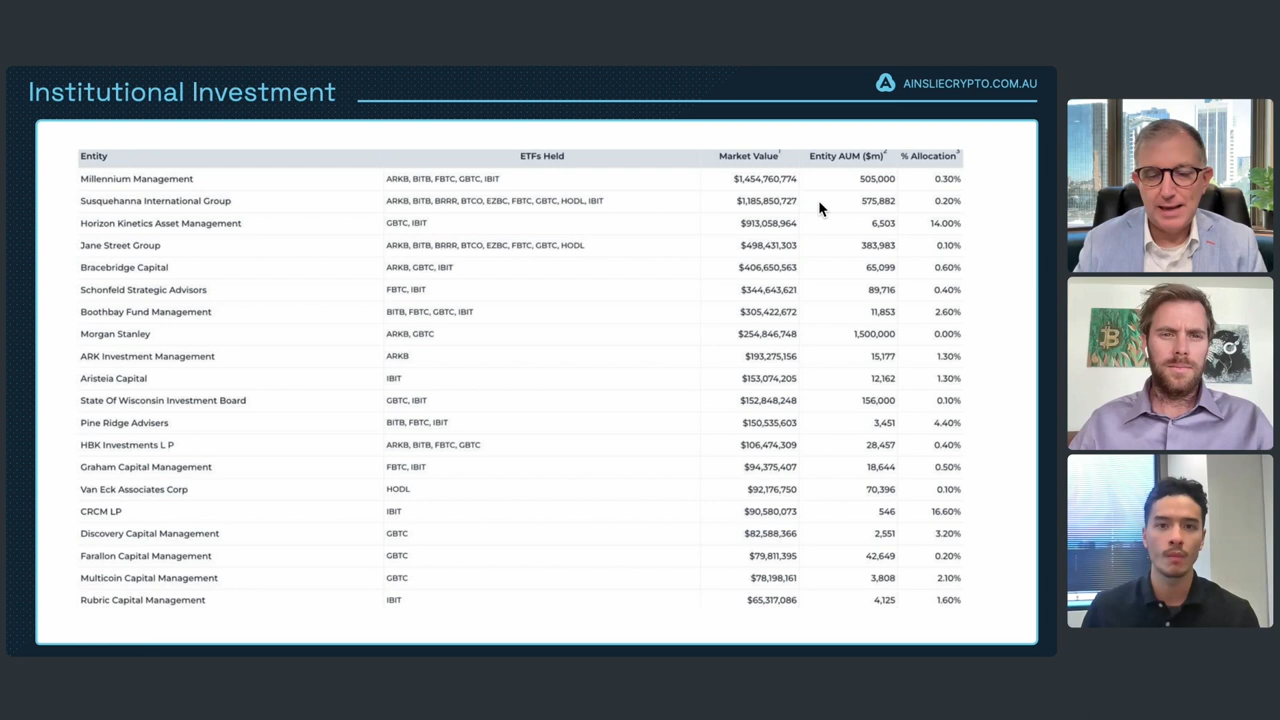 Institutional Investment
AINSLIECRYPTO.COM.AU
Entity ETFs Held Market Value¹ Entity AUM ($m)² % Allocation³
Millennium Management ARKB, BITB, FBTC, GBTC, IBIT $1,454,760,774 505,000 0.30%
Susquehanna International Group ARKB, BITB, BRRR, BTCO, EZBC, FBTC, GBTC, HODL, IBIT $1,185,850,727 575,882 0.20%
Horizon Kinetics Asset Management GBTC, IBIT $913,058,964 6,503 14.00%
Jane Street Group ARKB, BITB, BRRR, BTCO, EZBC, FBTC, GBTC, HODL $498,431,303 383,983 0.10%
Bracebridge Capital ARKB, GBTC, IBIT $406,650,563 65,099 0.60%
Schonfeld Strategic Advisors FBTC, IBIT $344,643,621 89,716 0.40%
Boothbay Fund Management BITB, FBTC, GBTC, IBIT $305,422,672 11,853 2.60%
Morgan Stanley ARKB, GBTC $254,846,748 1,500,000 0.00%
ARK Investment Management ARKB $193,275,156 15,177 1.30%
Aristeia Capital IBIT $153,074,205 12,162 1.30%
State Of Wisconsin Investment Board GBTC, IBIT $152,848,248 156,000 0.10%
Pine Ridge Advisers BITB, FBTC, IBIT $150,535,603 3,451 4.40%
HBK Investments L P ARKB, BITB, FBTC, GBTC $106,474,309 28,457 0.40%
Graham Capital Management FBTC, IBIT $94,375,407 18,644 0.50%
Van Eck Associates Corp HODL $92,176,750 70,396 0.10%
CRCM LP IBIT $90,580,073 546 16.60%
Discovery Capital Management GBTC $82,588,366 2,551 3.20%
Farallon Capital Management GBTC $79,811,395 42,649 0.20%
Multicoin Capital Management GBTC $78,198,161 3,808 2.10%
Rubric Capital Management IBIT $65,317,086 4,125 1.60%